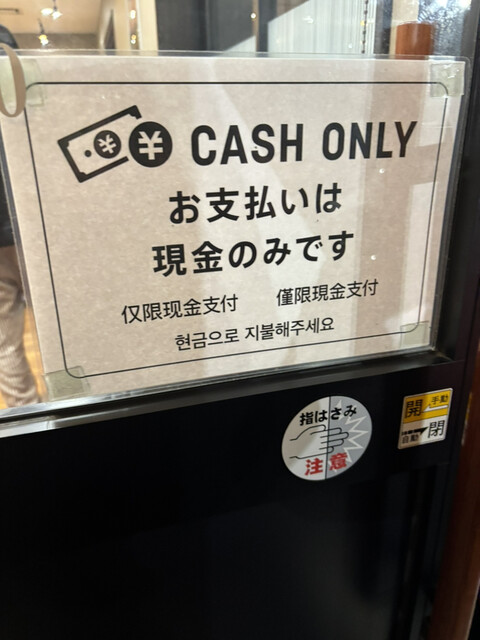 ¥ ¥ CASH ONLY
お支払いは
現金のみです
仅限现金支付 僅限現金支付
현금으로 지불해주세요
指はさみ
注意
開 手動
自動 閉